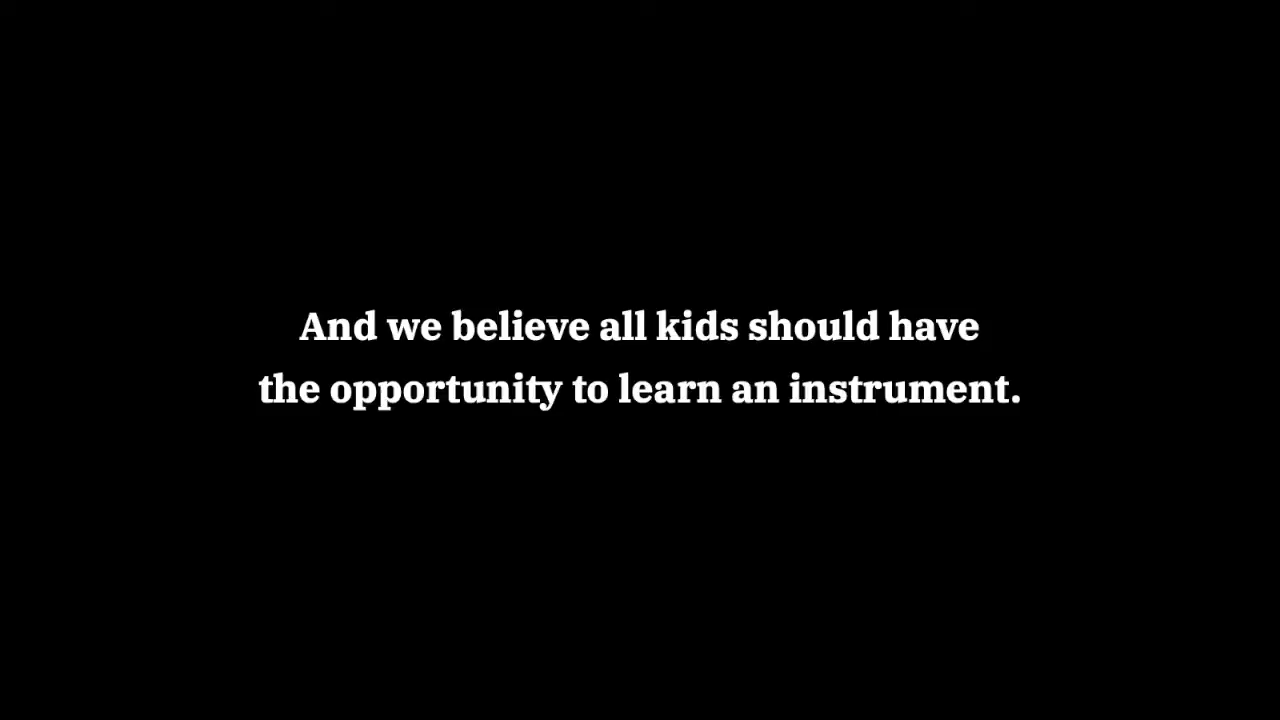 And we believe all kids should have
the opportunity to learn an instrument.